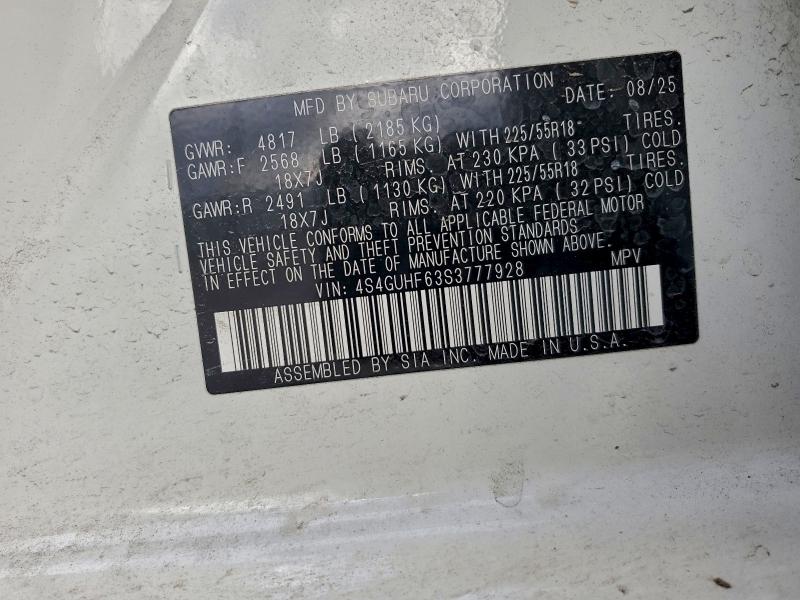 MFD BY SUBARU CORPORATION DATE: 08/25
GVWR: 4817 LB ( 2185 KG)
GAWR:F 2568 LB ( 1165 KG) WITH 225/55R18 TIRES.
18X7J RIMS. AT 230 KPA ( 33 PSI) COLD
GAWR:R 2491 LB ( 1130 KG) WITH 225/55R18 TIRES.
18X7J RIMS. AT 220 KPA ( 32 PSI) COLD
THIS VEHICLE CONFORMS TO ALL APPLICABLE FEDERAL MOTOR
VEHICLE SAFETY AND THEFT PREVENTION STANDARDS
IN EFFECT ON THE DATE OF MANUFACTURE SHOWN ABOVE.
VIN: 4S4GUHF63S3777928 MPV
ASSEMBLED BY SIA INC. MADE IN U.S.A.